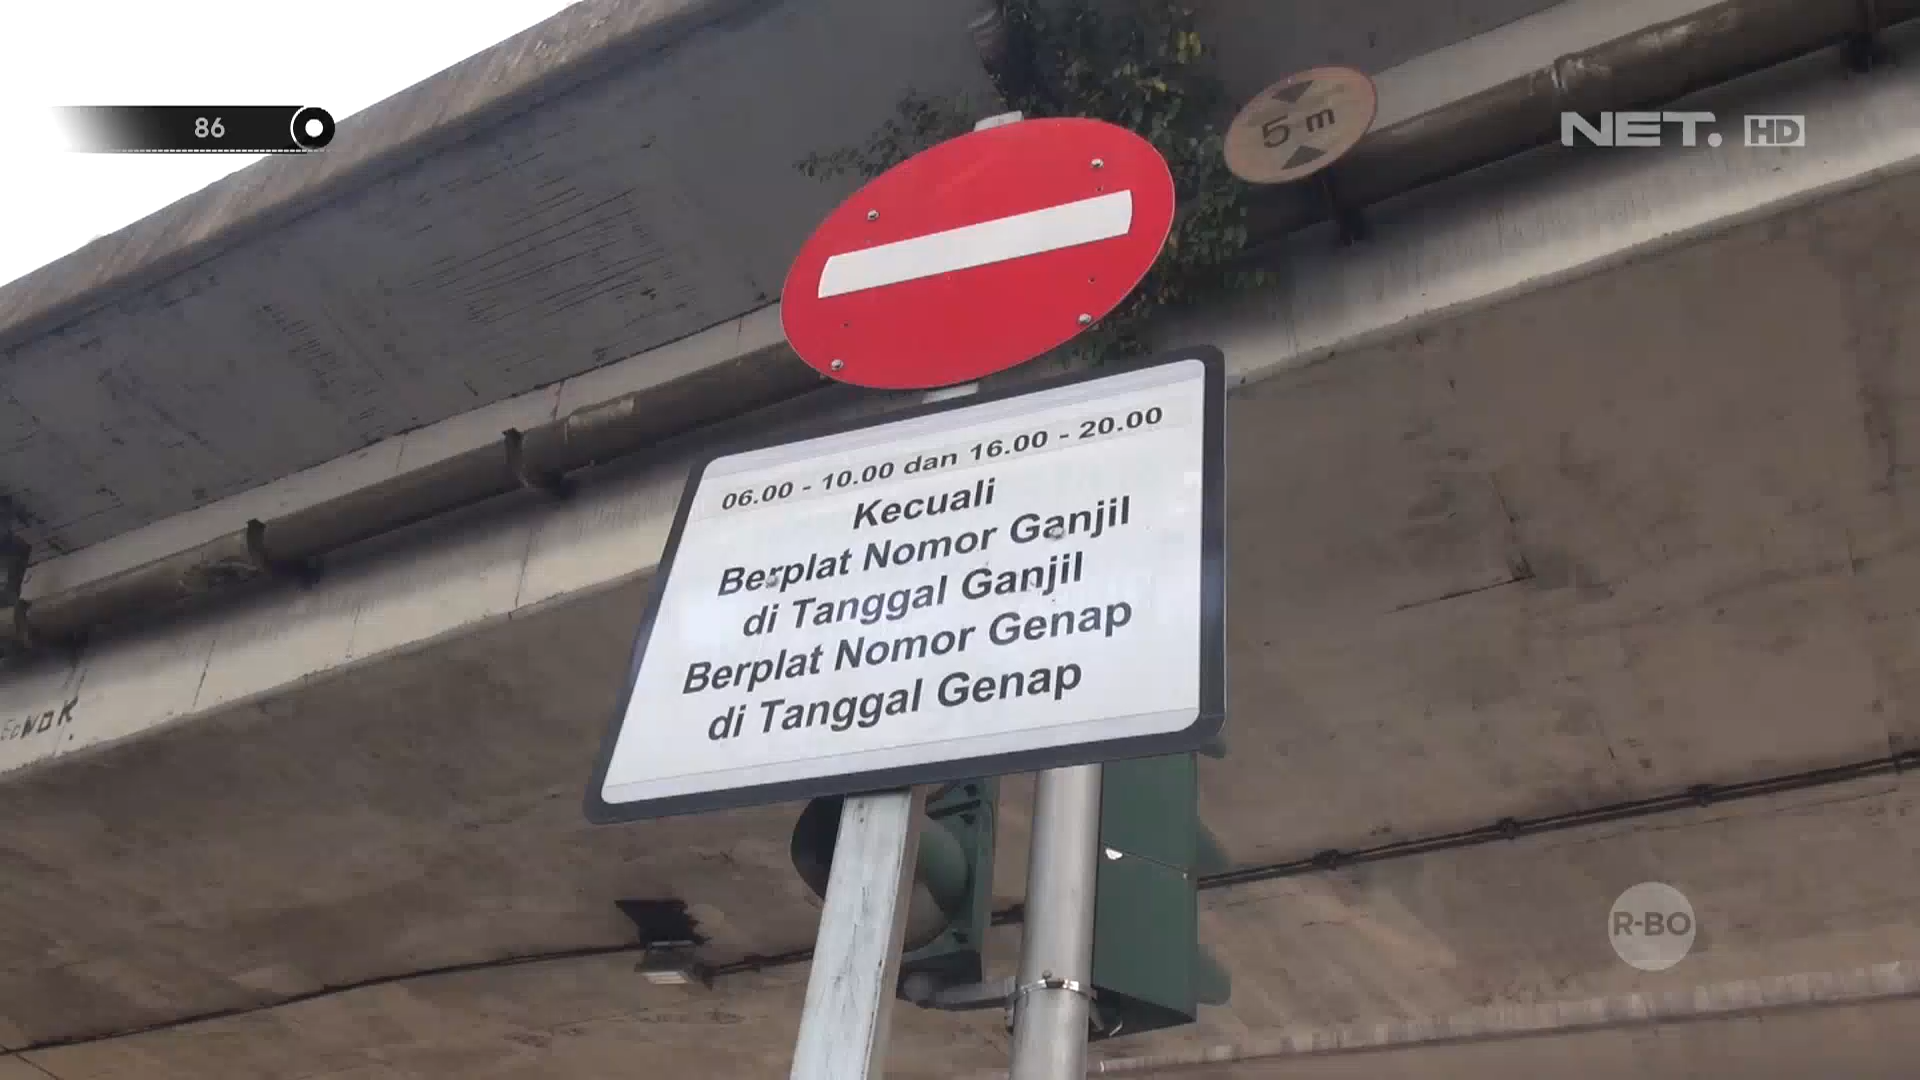 86
NET. HD
5 m
06.00 - 10.00 dan 16.00 - 20.00
Kecuali
Berplat Nomor Ganjil
di Tanggal Ganjil
Berplat Nomor Genap
di Tanggal Genap
R-BO